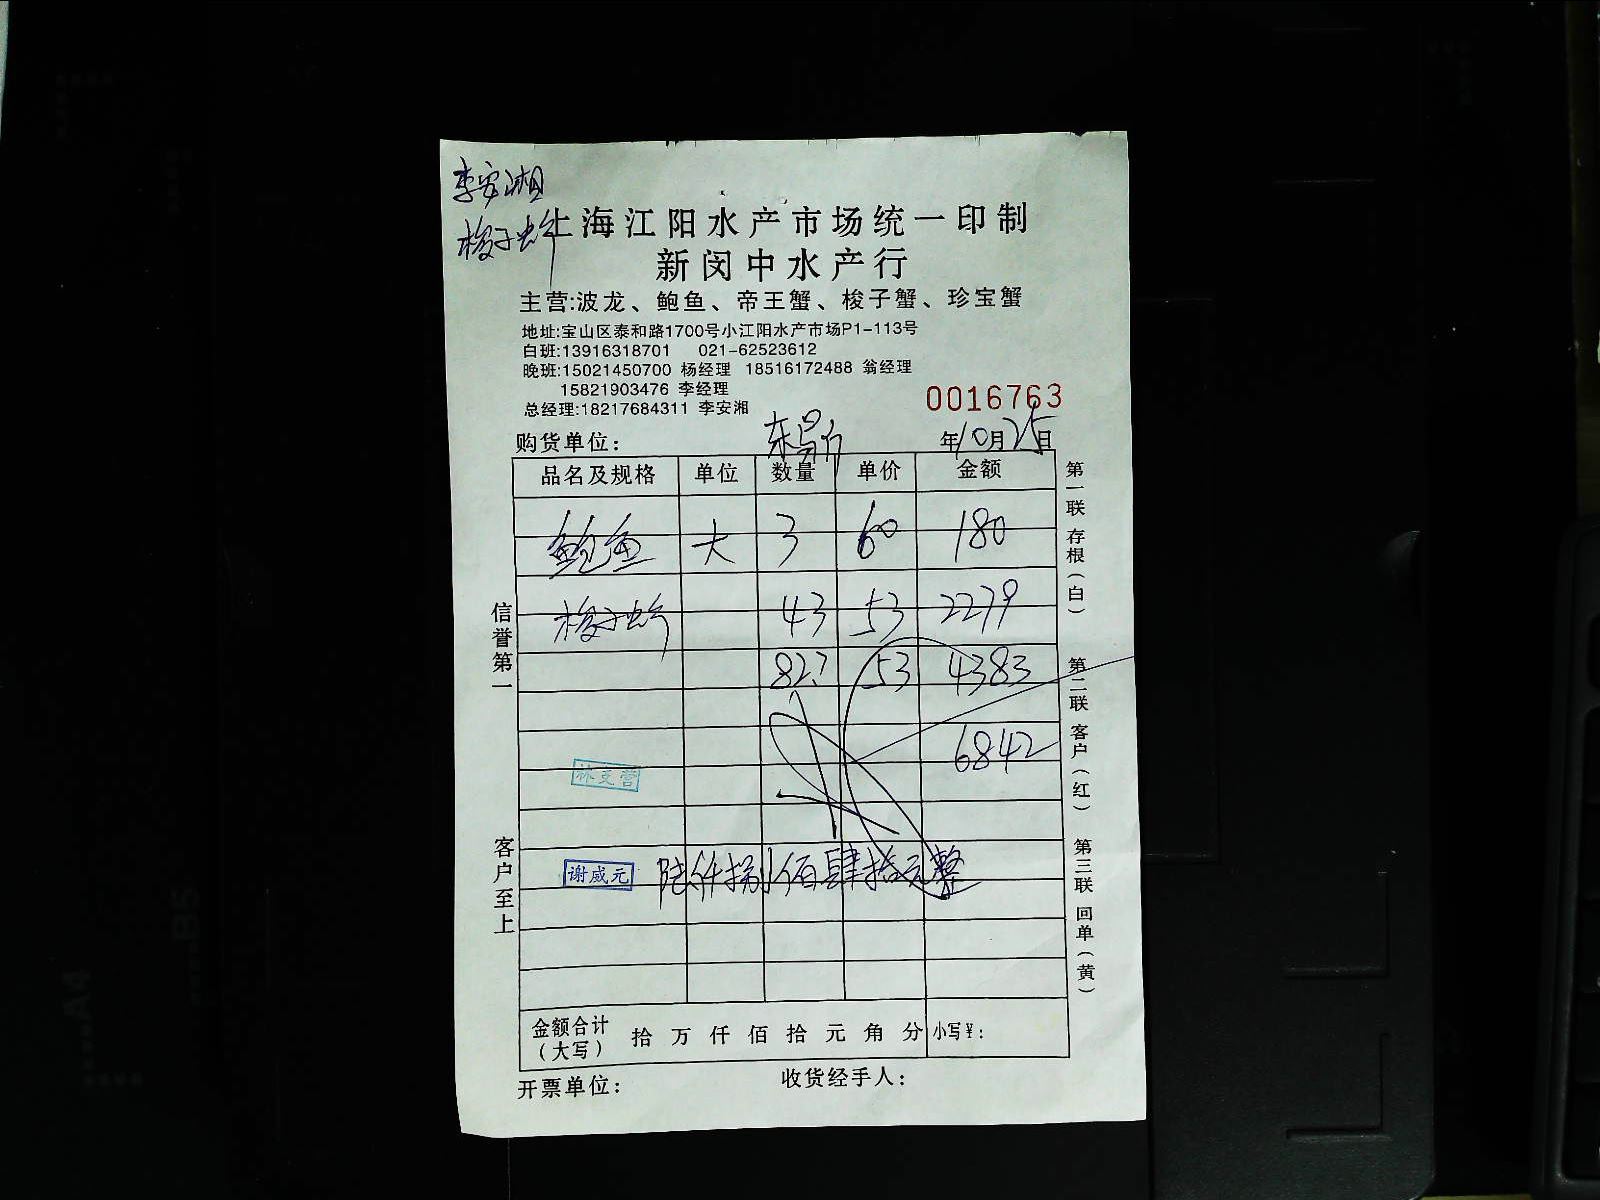 李安湘
梭子蟹
上海江阳水产市场统一印制
新闵中水产行
主营:波龙、鲍鱼、帝王蟹、梭子蟹、珍宝蟹
地址:宝山区泰和路1700号小江阳水产市场P1-113号
白班:13916318701 021-62523612
晚班:15021450700 杨经理 18516172488 翁经理
15821903476 李经理
总经理:18217684311 李安湘
0016763
购货单位:
年10月25日
品名及规格 单位 数量 单价 金额
鲍鱼 大 3 60 180
梭子蟹 43 53 2279
82.7 53 4383
6842
谢威元 陆仟捌佰肆拾元整
金额合计(大写) 拾 万 仟 佰 拾 元 角 分 小写¥:
开票单位: 收货经手人:
信誉第一
客户至上
第一联 存根(白)
第二联 客户(红)
第三联 回单(黄)
A4
B5